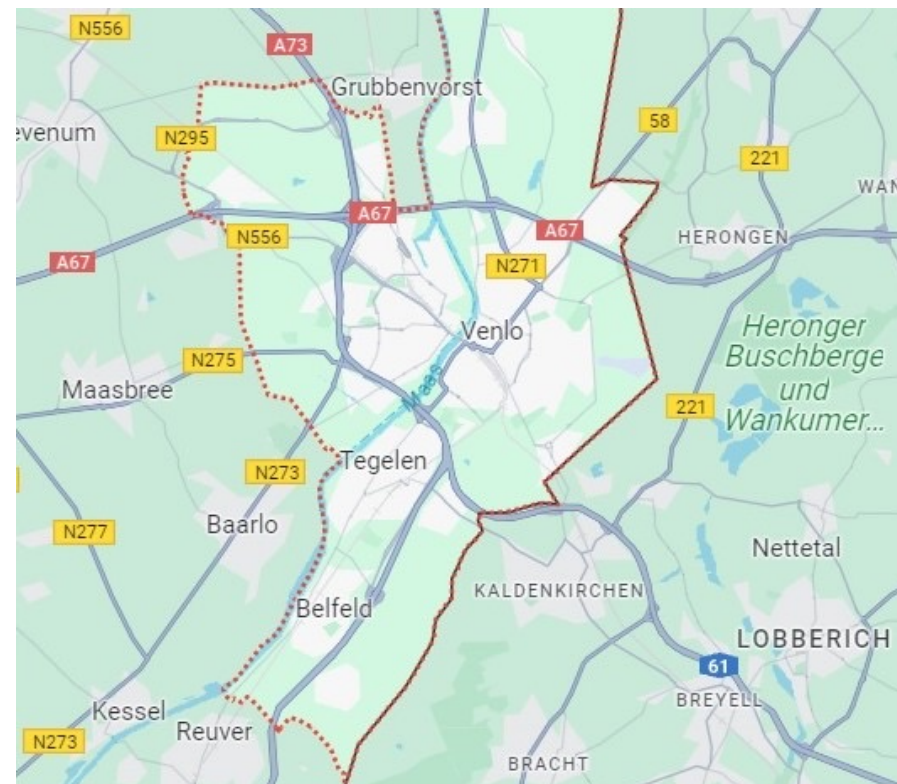 N556
A73
Grubbenvorst
58
evenum
N295
221
WAN
A67
N556
A67
HERONGEN
A67
N271
Venlo
Heronger
Buschberge
und
Wankumer...
N275
Maas
Maasbree
221
Tegelen
N273
Baarlo
N277
Nettetal
KALDENKIRCHEN
Belfeld
LOBBERICH
61
BREYELL
Kessel
Reuver
N273
BRACHT